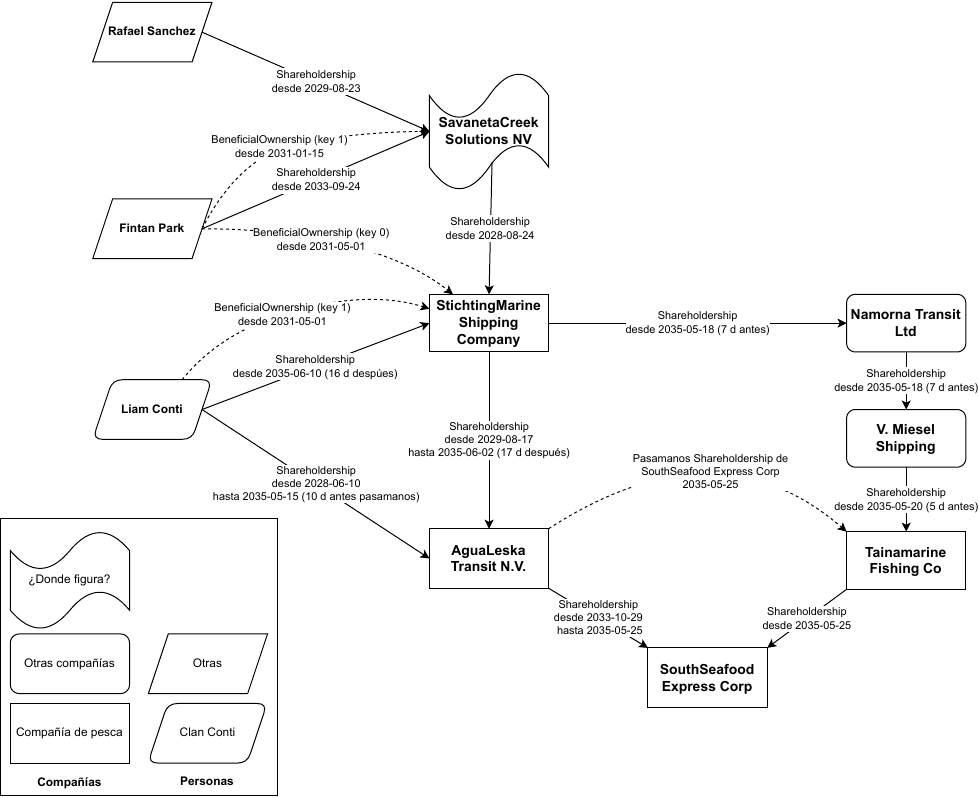 Rafael Sanchez
Shareholdership
desde 2029-08-23
SavanetaCreek
Solutions NV
BeneficialOwnership (key 1)
desde 2031-01-15
Shareholdership
desde 2033-09-24
Fintan Park
BeneficialOwnership (key 0)
desde 2031-05-01
Shareholdership
desde 2028-08-24
BeneficialOwnership (key 1)
desde 2031-05-01
StichtingMarine
Shipping
Company
Shareholdership
desde 2035-05-18 (7 d antes)
Namorna Transit
Ltd
Shareholdership
desde 2035-06-10 (16 d despúes)
Shareholdership
desde 2035-05-18 (7 d antes)
Liam Conti
Shareholdership
desde 2029-08-17
hasta 2035-06-02 (17 d después)
V. Miesel
Shipping
Shareholdership
desde 2028-06-10
hasta 2035-05-15 (10 d antes pasamanos)
Pasamanos Shareholdership de
SouthSeafood Express Corp
2035-05-25
Shareholdership
desde 2035-05-20 (5 d antes)
AguaLeska
Transit N.V.
Tainamarine
Fishing Co
Shareholdership
desde 2033-10-29
hasta 2035-05-25
Shareholdership
desde 2035-05-25
SouthSeafood
Express Corp
¿Donde figura?
Otras compañías
Otras
Compañía de pesca
Clan Conti
Compañías
Personas